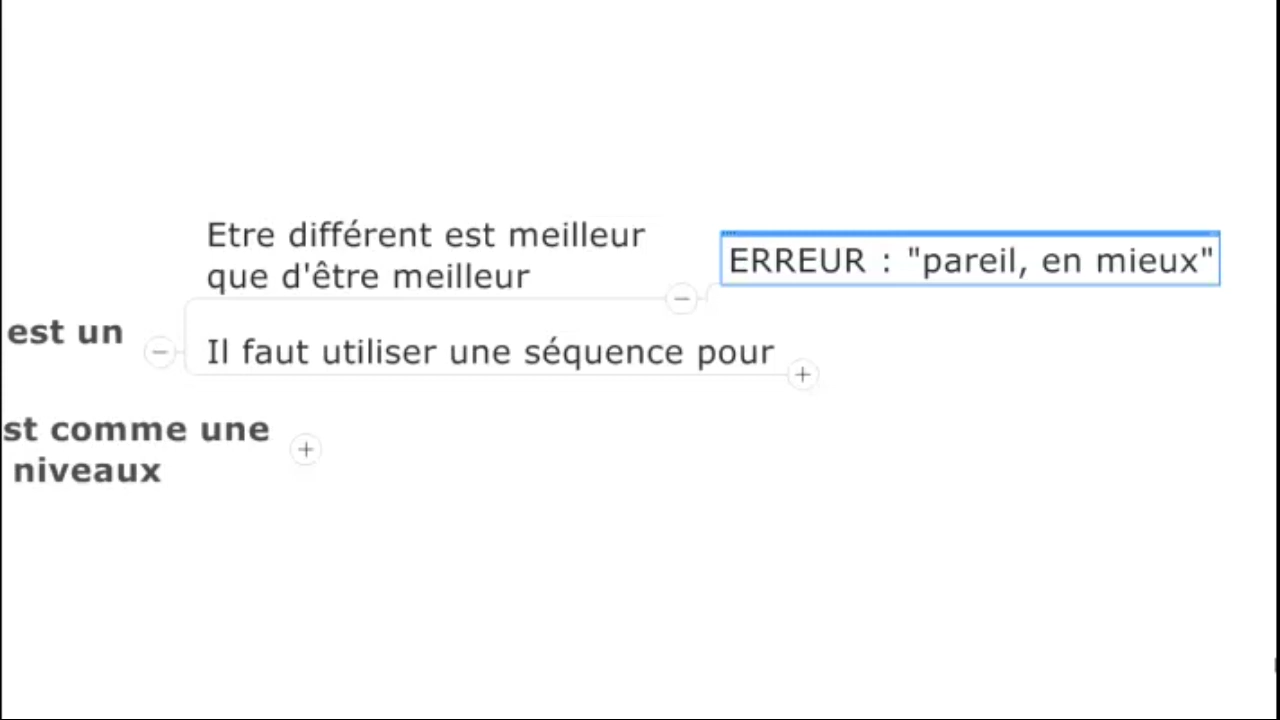 Etre différent est meilleur
que d'être meilleur
ERREUR : "pareil, en mieux"
est un
Il faut utiliser une séquence pour
st comme une
niveaux